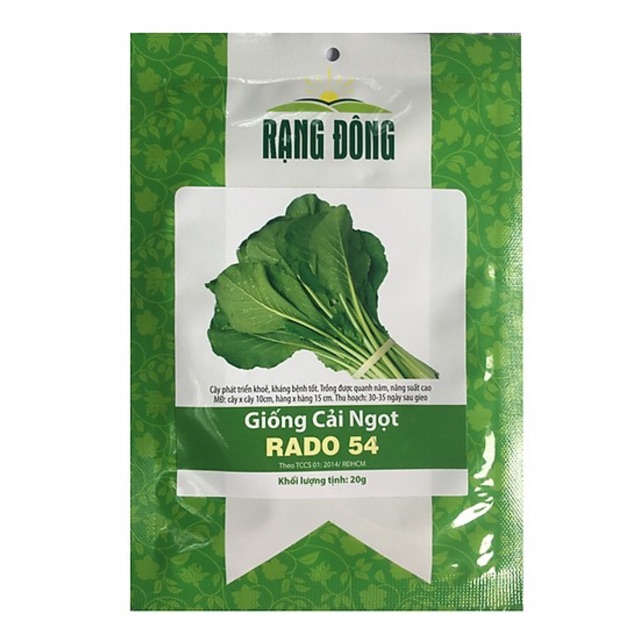 RẠNG ĐÔNG
Cây phát triển khoẻ, kháng bệnh tốt. Trồng được quanh năm, năng suất cao
MĐ: cây x cây 10cm, hàng x hàng 15 cm. Thu hoạch: 30-35 ngày sau gieo
Giống Cải Ngọt
RADO 54
Theo TCCS 01: 2014/ RĐHCM
Khối lượng tịnh: 20g